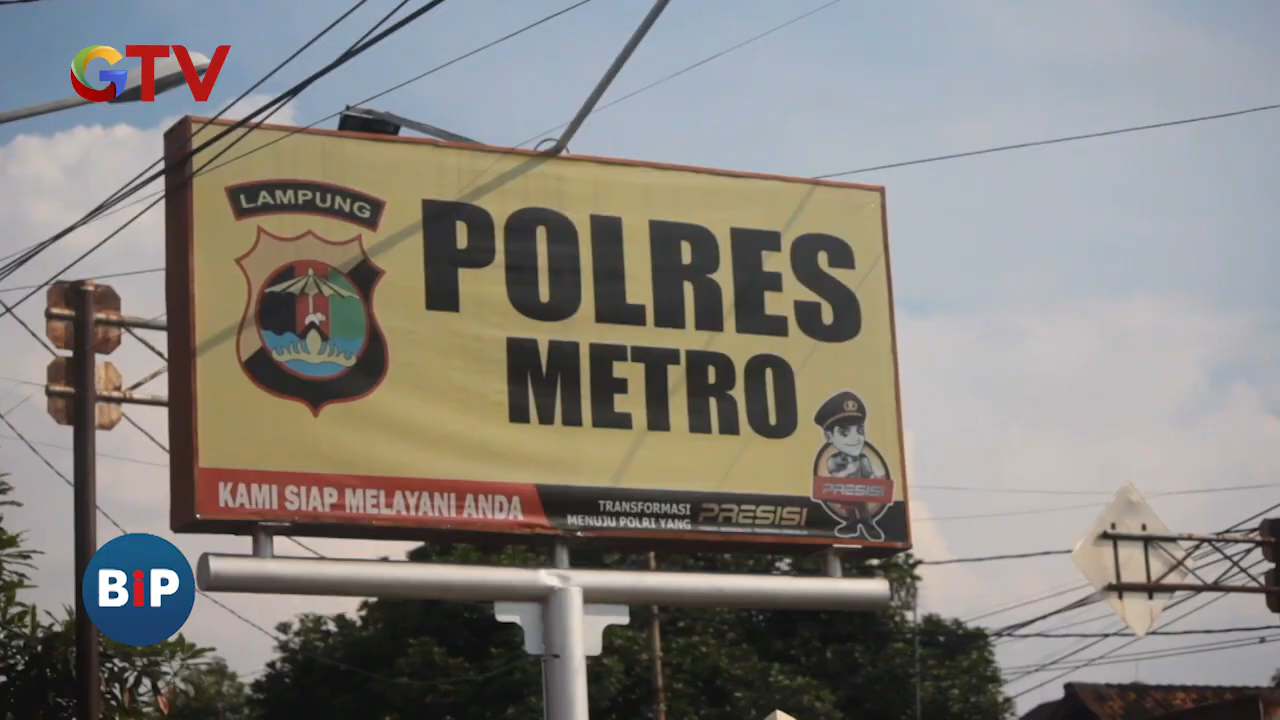 GTV
LAMPUNG
POLRES
METRO
KAMI SIAP MELAYANI ANDA
TRANSFORMASI
MENUJU POLRI YANG PRESISI
PRESISI
BiP